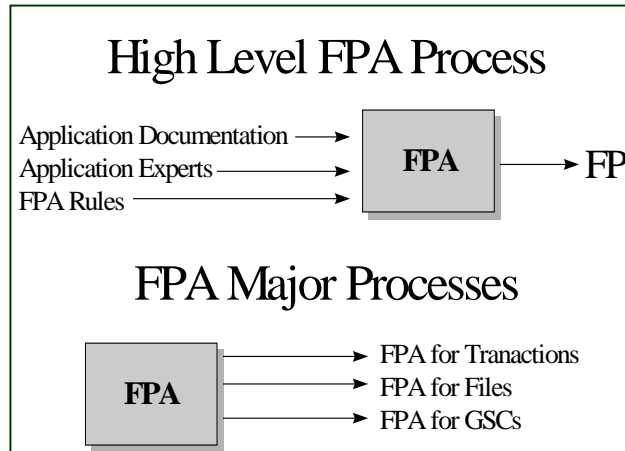 High Level FPA Process
Application Documentation
Application Experts
FPA Rules
FPA
FP
FPA Major Processes
FPA
FPA for Tranactions
FPA for Files
FPA for GSCs